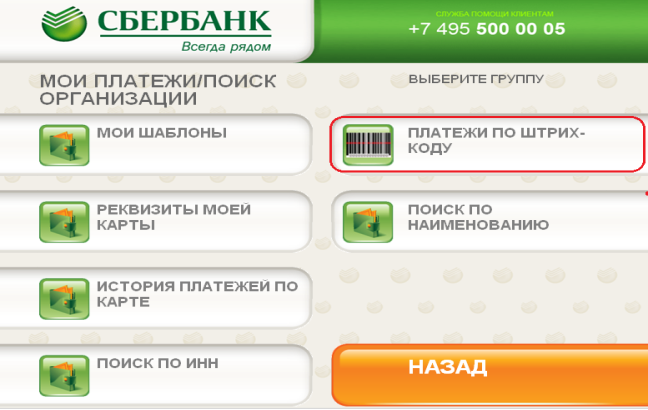 СБЕРБАНК
Всегда рядом
СЛУЖБА ПОМОЩИ КЛИЕНТАМ
+7 495 500 00 05
МОИ ПЛАТЕЖИ/ПОИСК
ОРГАНИЗАЦИИ
ВЫБЕРИТЕ ГРУППУ
МОИ ШАБЛОНЫ
ПЛАТЕЖИ ПО ШТРИХ-
КОДУ
РЕКВИЗИТЫ МОЕЙ
КАРТЫ
ПОИСК ПО
НАИМЕНОВАНИЮ
ИСТОРИЯ ПЛАТЕЖЕЙ ПО
КАРТЕ
ПОИСК ПО ИНН
НАЗАД